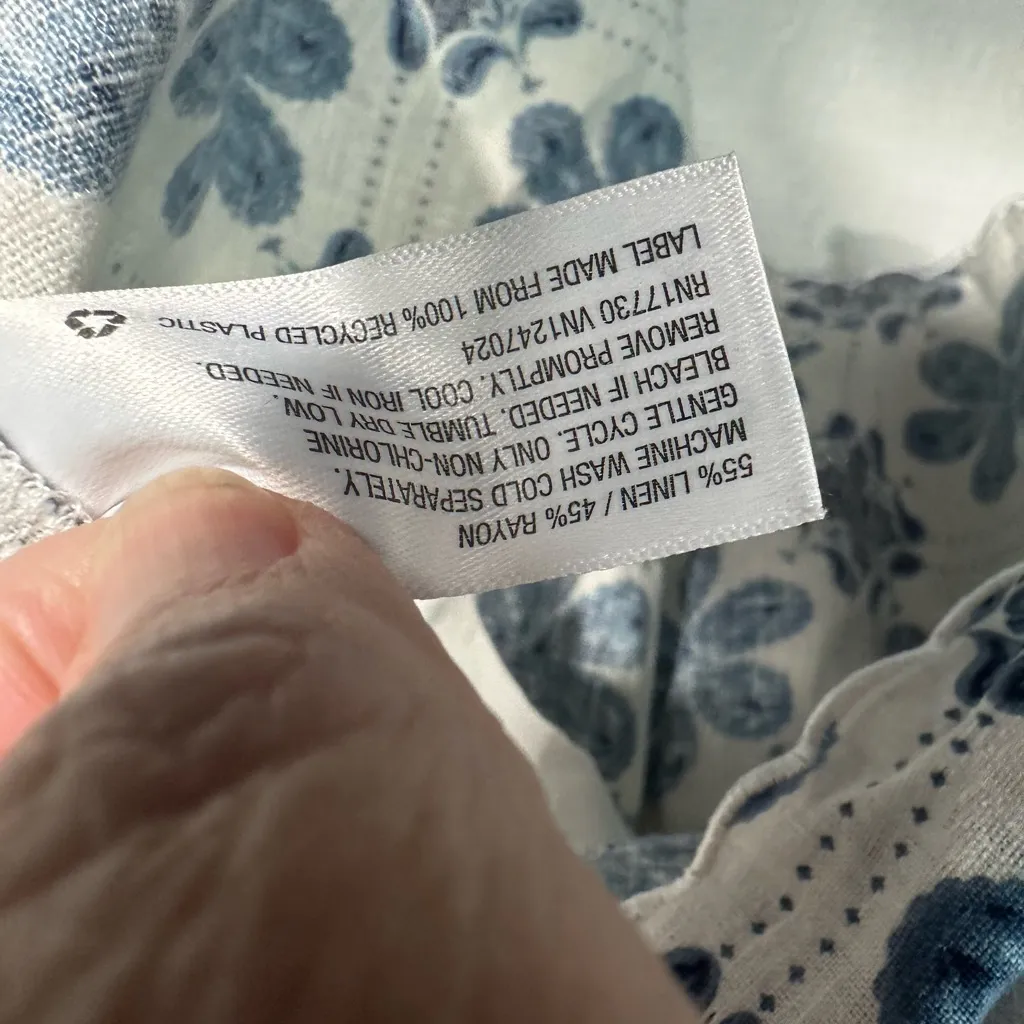 55% LINEN / 45% RAYON
MACHINE WASH COLD SEPARATELY.
GENTLE CYCLE. ONLY NON-CHLORINE
BLEACH IF NEEDED. TUMBLE DRY LOW.
REMOVE PROMPTLY. COOL IRON IF NEEDED.
RN17730 VN1247024
LABEL MADE FROM 100% RECYCLED PLASTIC